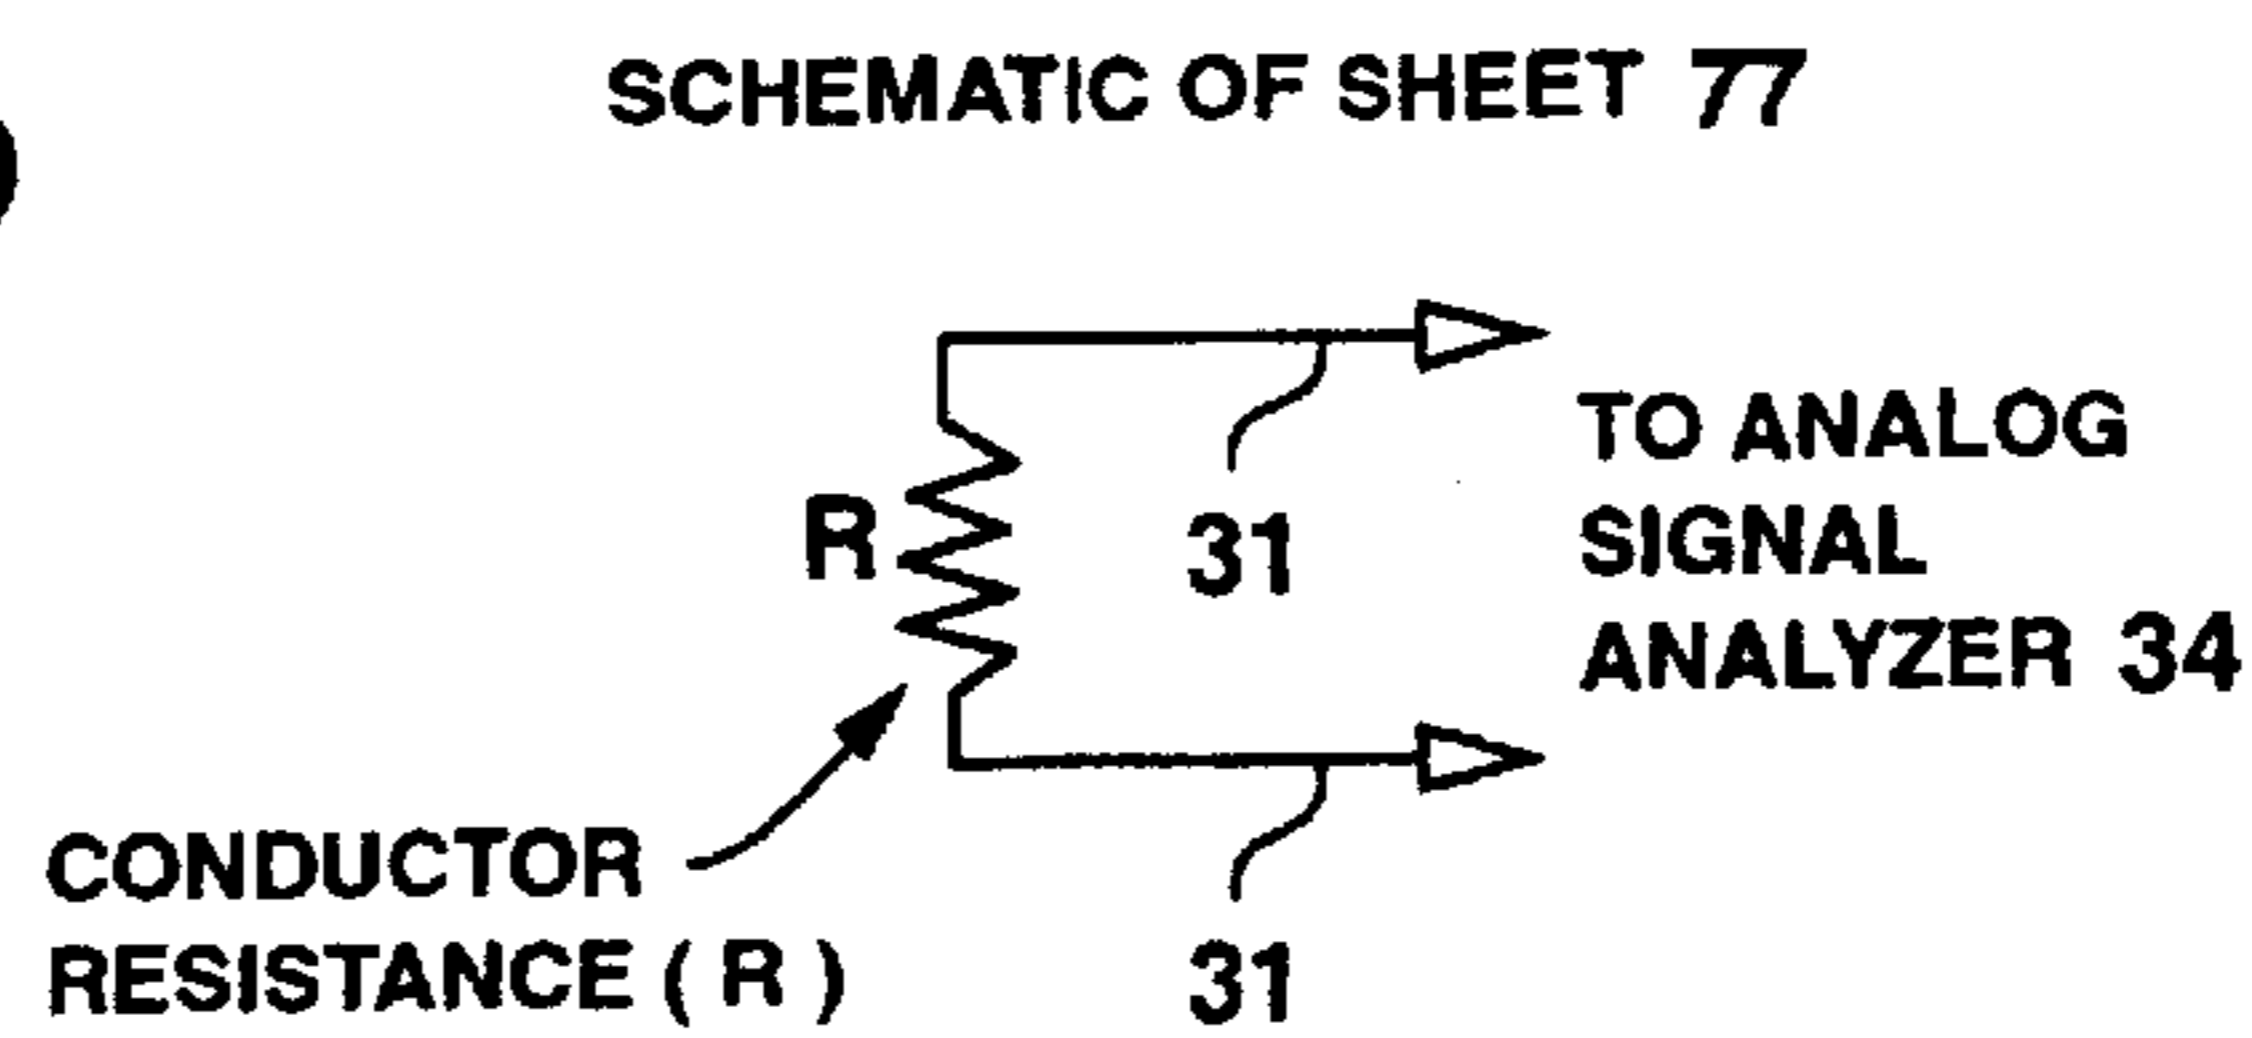 SCHEMATIC OF SHEET 77
TO ANALOG
SIGNAL
ANALYZER 34
R
31
CONDUCTOR
RESISTANCE ( R )
31